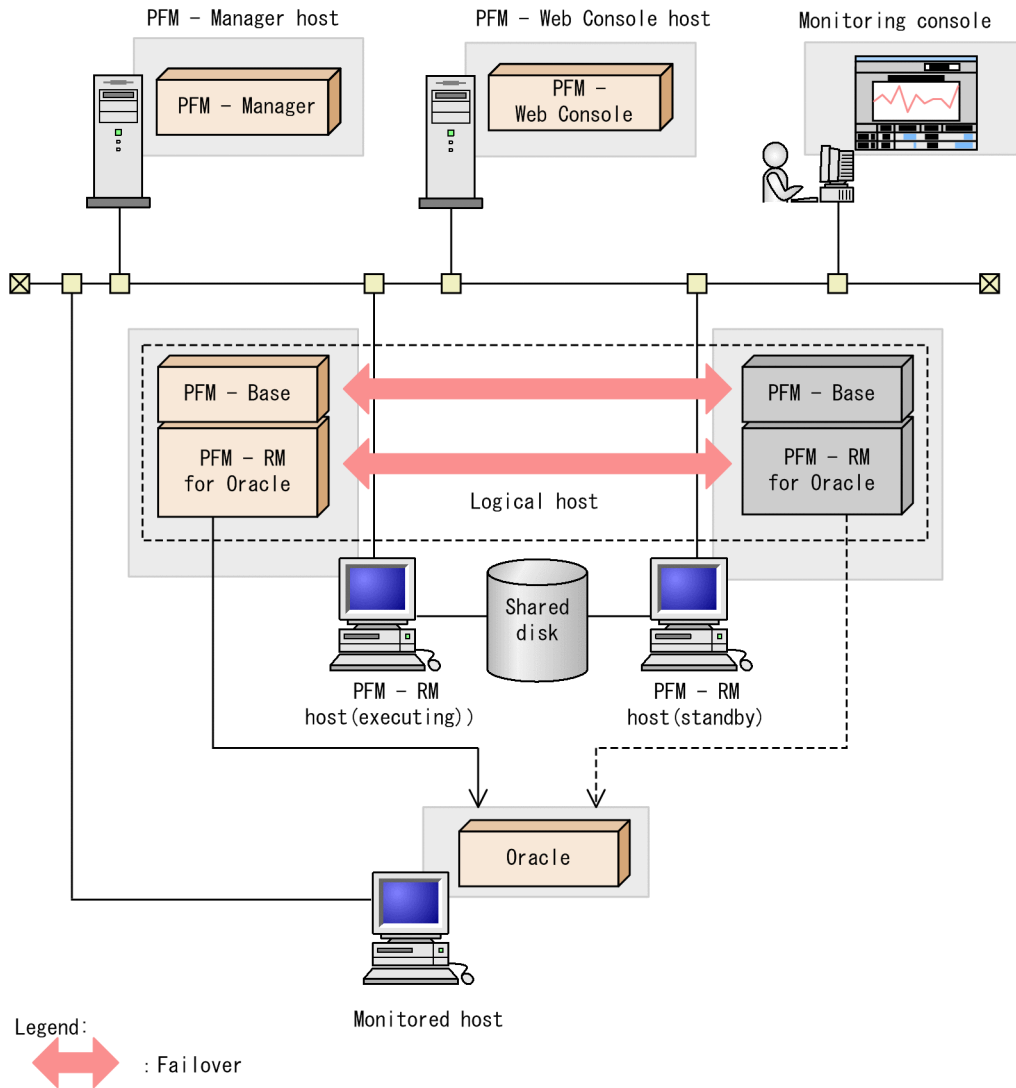 PFM - Manager host
PFM - Web Console host
Monitoring console
PFM - Manager
PFM -
Web Console
PFM - Base
PFM - Base
PFM - RM
for Oracle
PFM - RM
for Oracle
Logical host
Shared
disk
PFM - RM
host(executing))
PFM - RM
host(standby)
Oracle
Monitored host
Legend:
: Failover